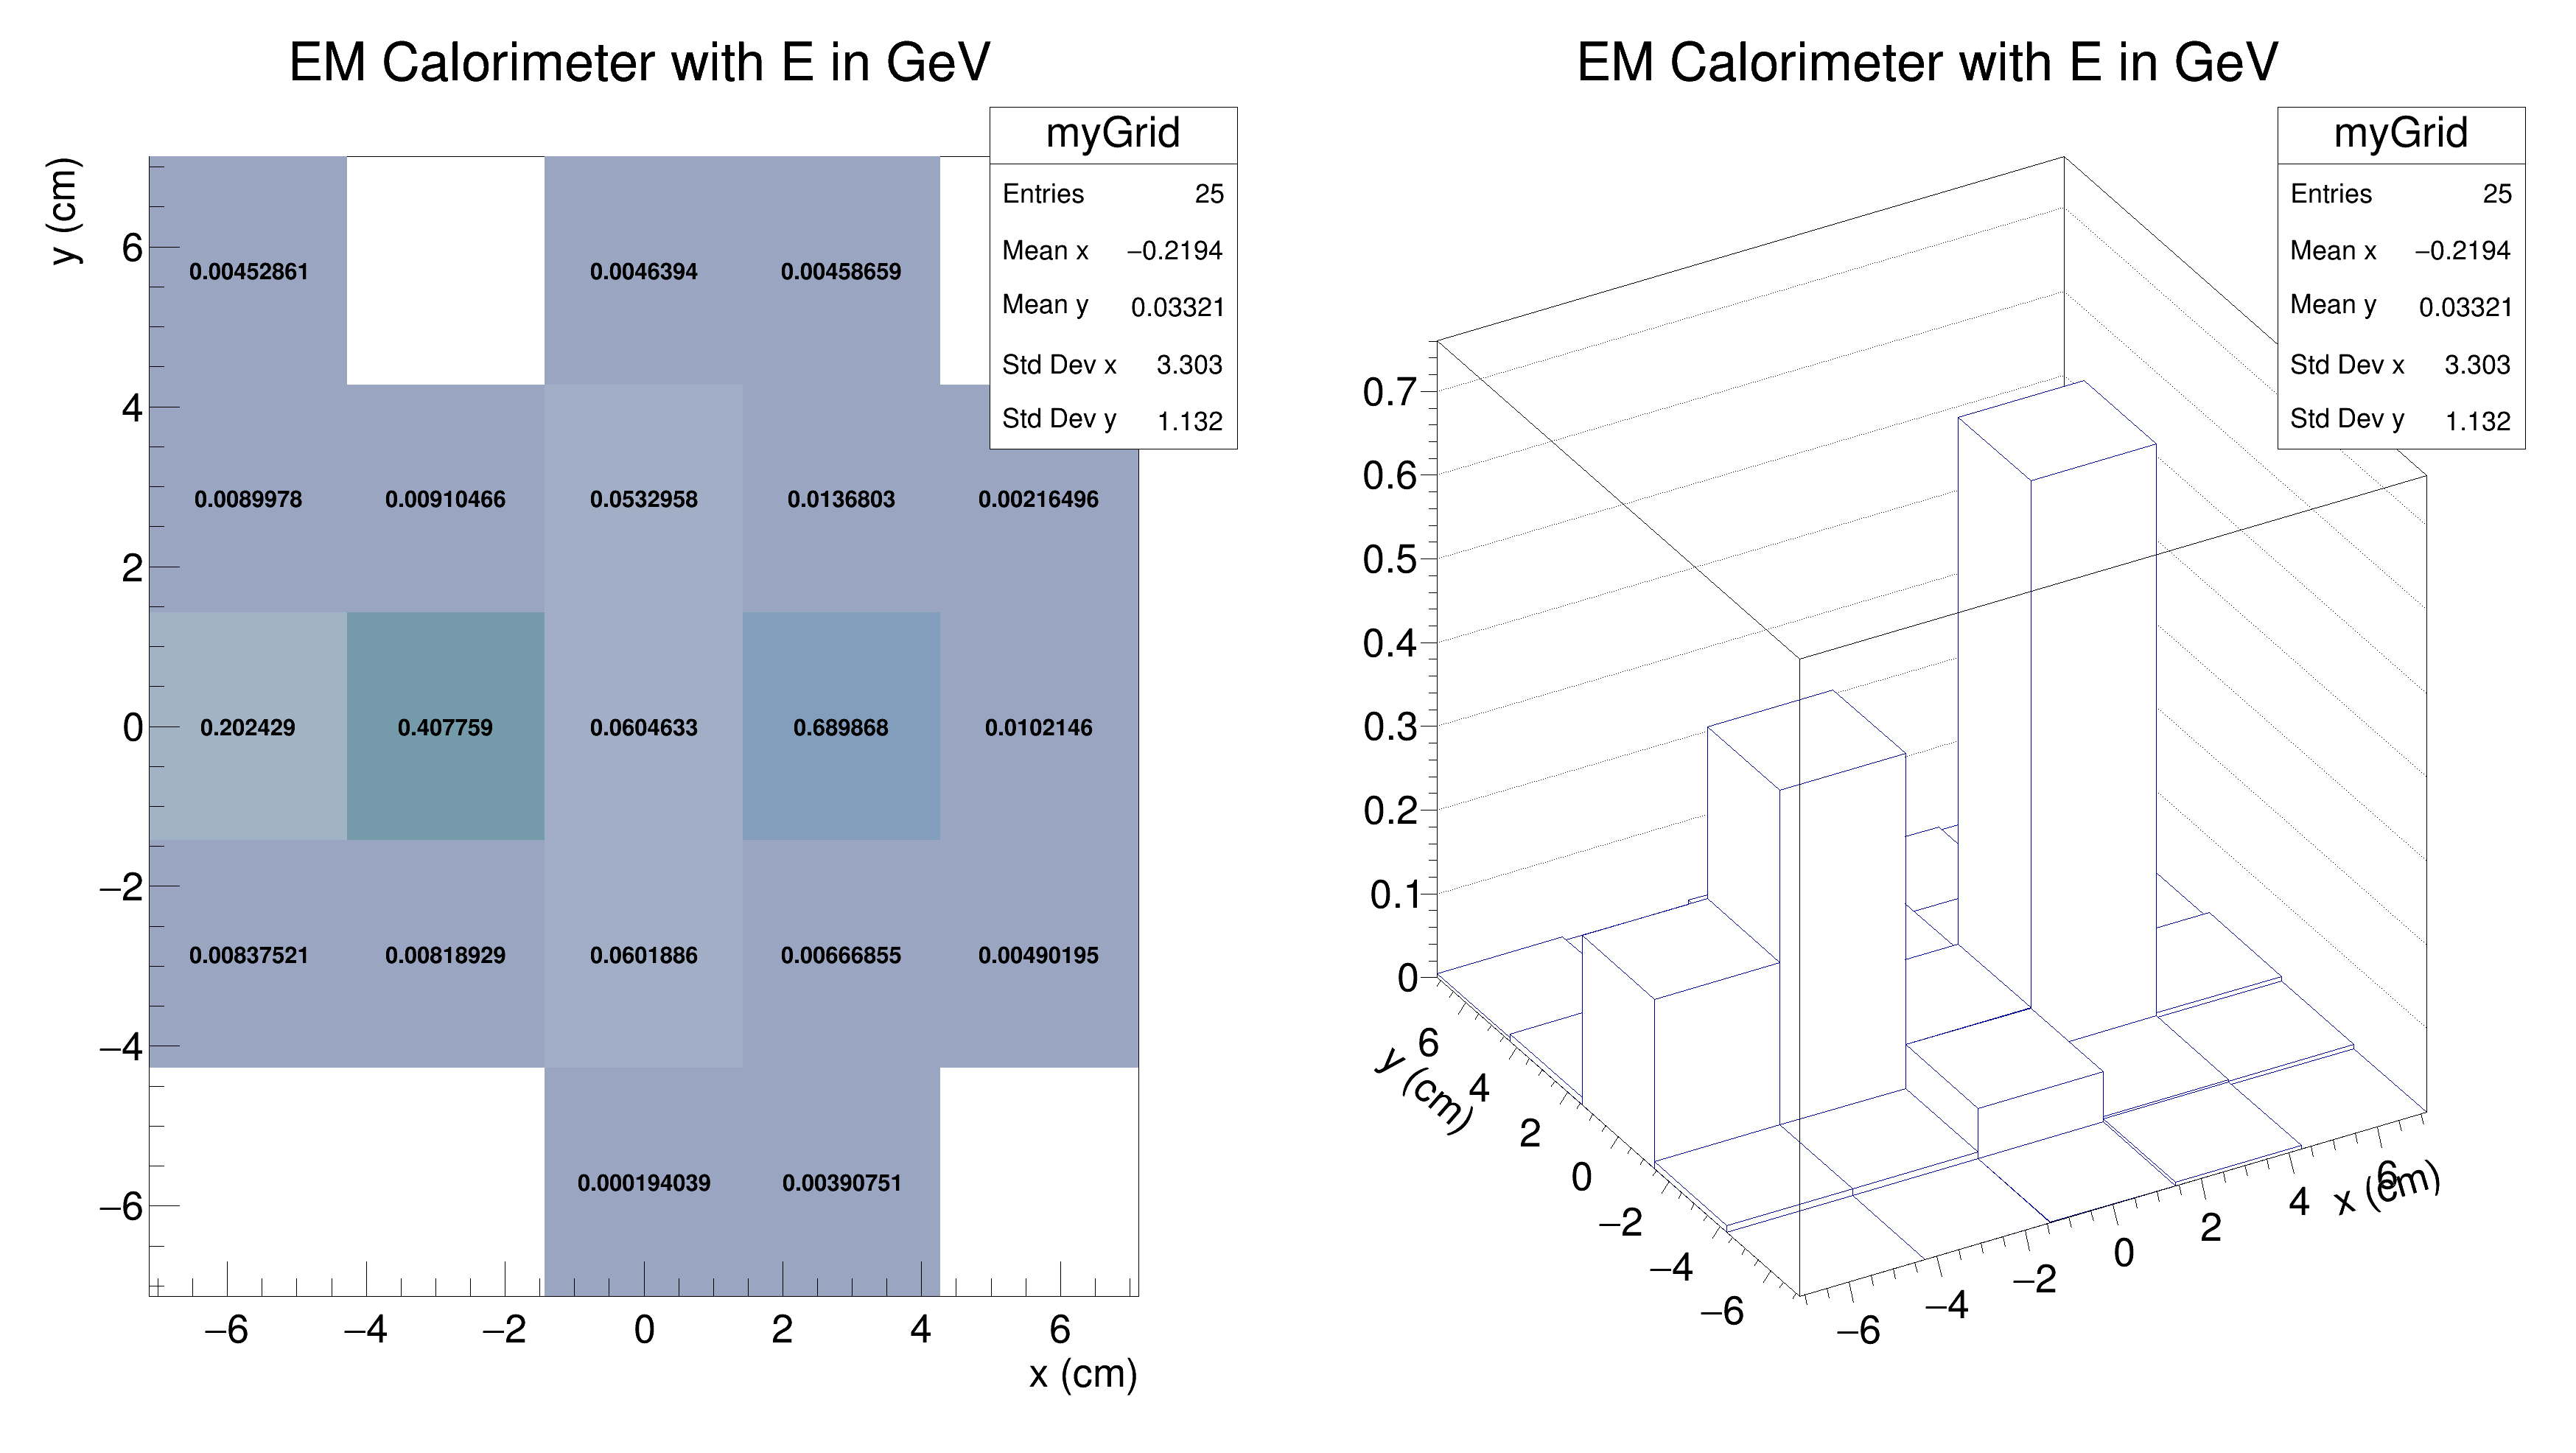 EM Calorimeter with E in GeV
myGrid
Entries 25
Mean x −0.2194
Mean y 0.03321
Std Dev x 3.303
Std Dev y 1.132
y (cm)
6
4
2
0
−2
−4
−6
0.00452861 0.0046394 0.00458659
0.0089978 0.00910466 0.0532958 0.0136803 0.00216496
0.202429 0.407759 0.0604633 0.689868 0.0102146
0.00837521 0.00818929 0.0601886 0.00666855 0.00490195
0.000194039 0.00390751
−6 −4 −2 0 2 4 6
x (cm)
EM Calorimeter with E in GeV
myGrid
Entries 25
Mean x −0.2194
Mean y 0.03321
Std Dev x 3.303
Std Dev y 1.132
0.7
0.6
0.5
0.4
0.3
0.2
0.1
0
y (cm)
6
4
2
0
−2
−4
−6
−6 −4 −2 0 2 4 6
x (cm)